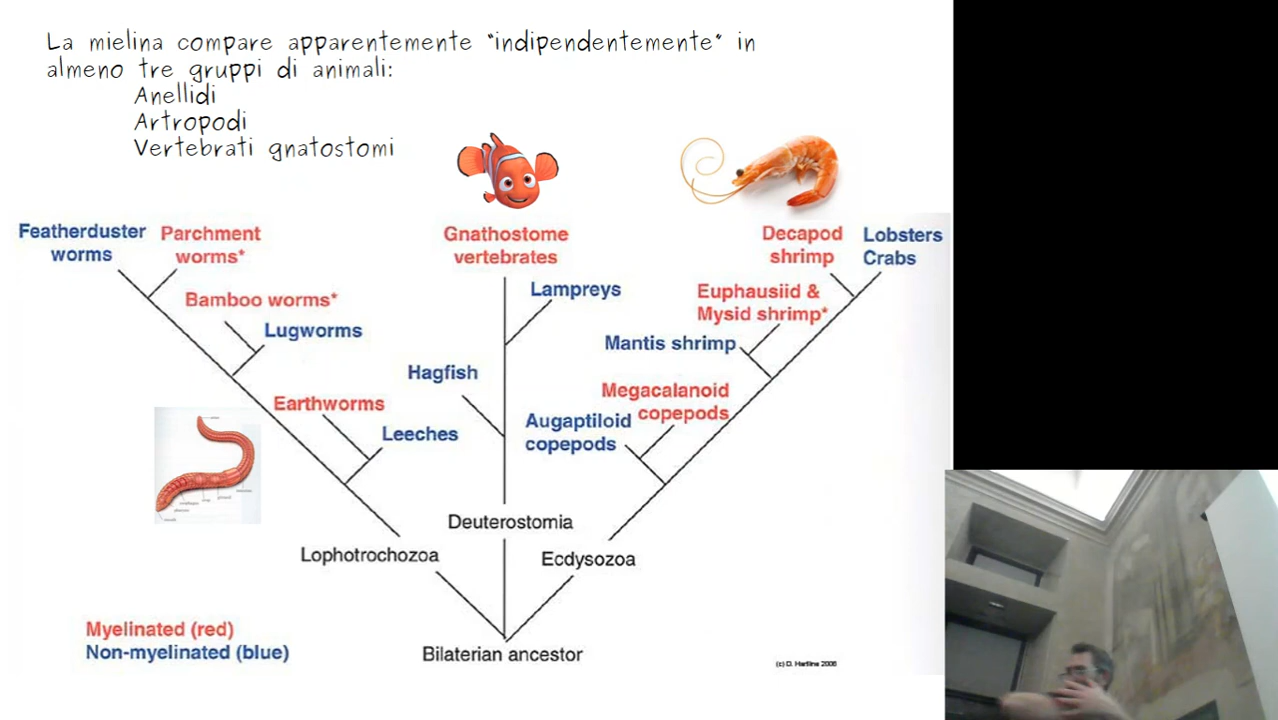 La mielina compare apparentemente "indipendentemente" in
almeno tre gruppi di animali:
Anellidi
Artropodi
Vertebrati gnatostomi
Featherduster
worms
Parchment
worms*
Gnathostome
vertebrates
Decapod
shrimp
Lobsters
Crabs
Bamboo worms*
Lampreys
Euphausiid &
Mysid shrimp*
Lugworms
Mantis shrimp
Hagfish
Megacalanoid
copepods
Earthworms
Augaptiloid
copepods
Leeches
Deuterostomia
Lophotrochozoa
Ecdysozoa
Myelinated (red)
Non-myelinated (blue)
Bilaterian ancestor
(c) D. Hartline 2006